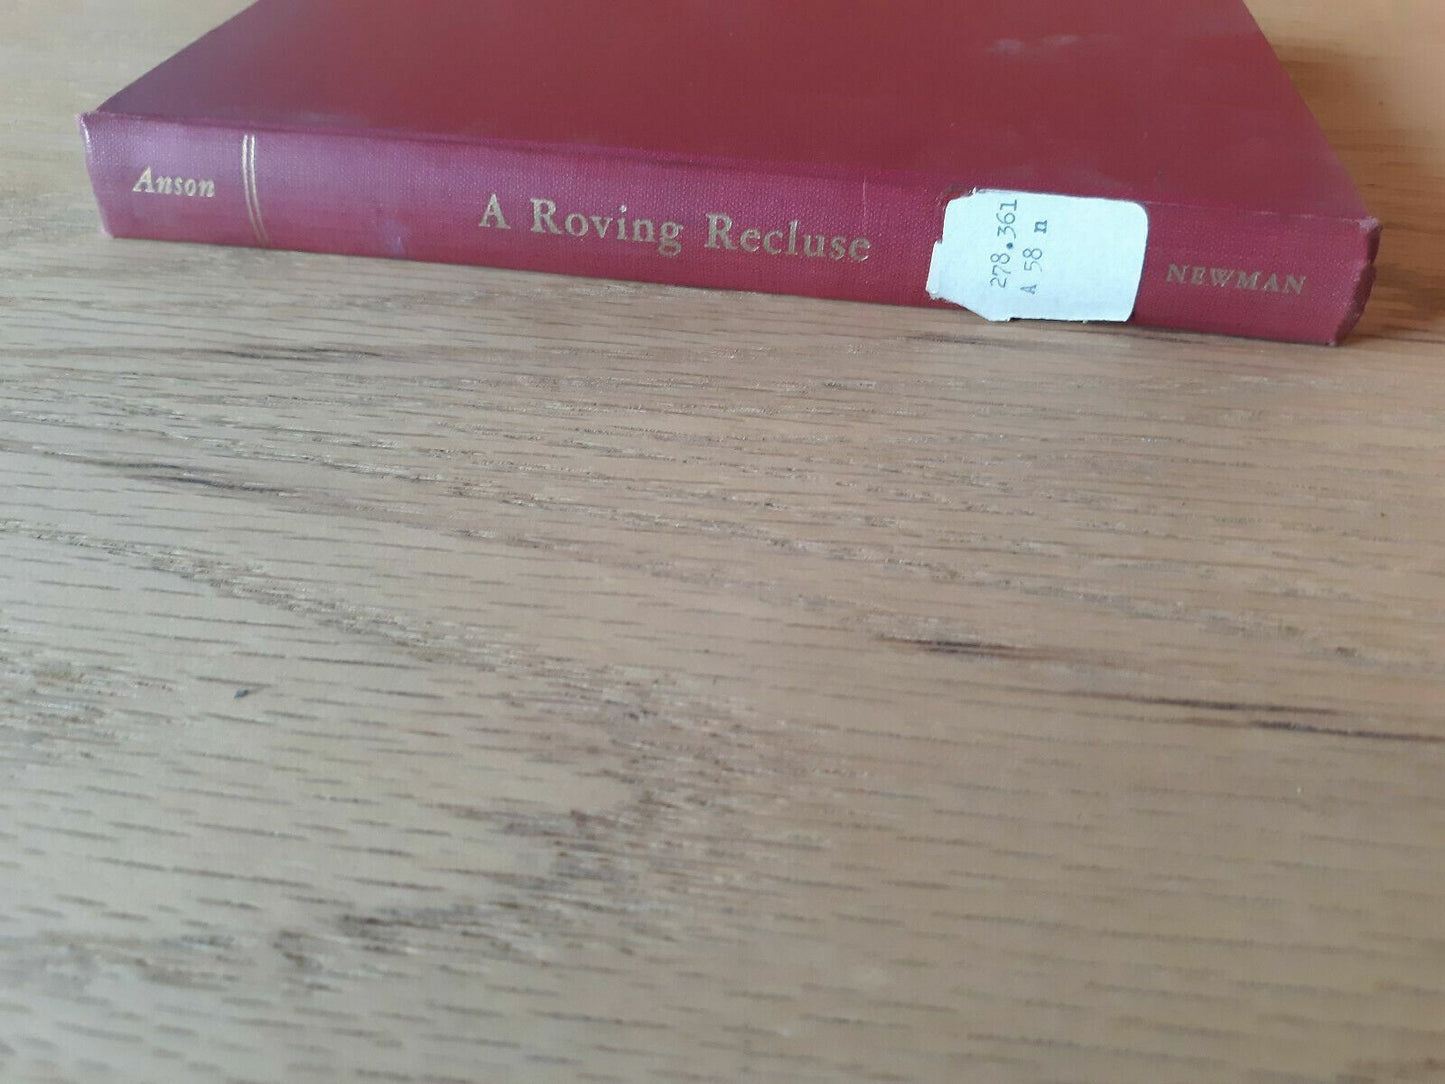 Anson
A Roving Recluse
278.361
A 58 n
NEWMAN